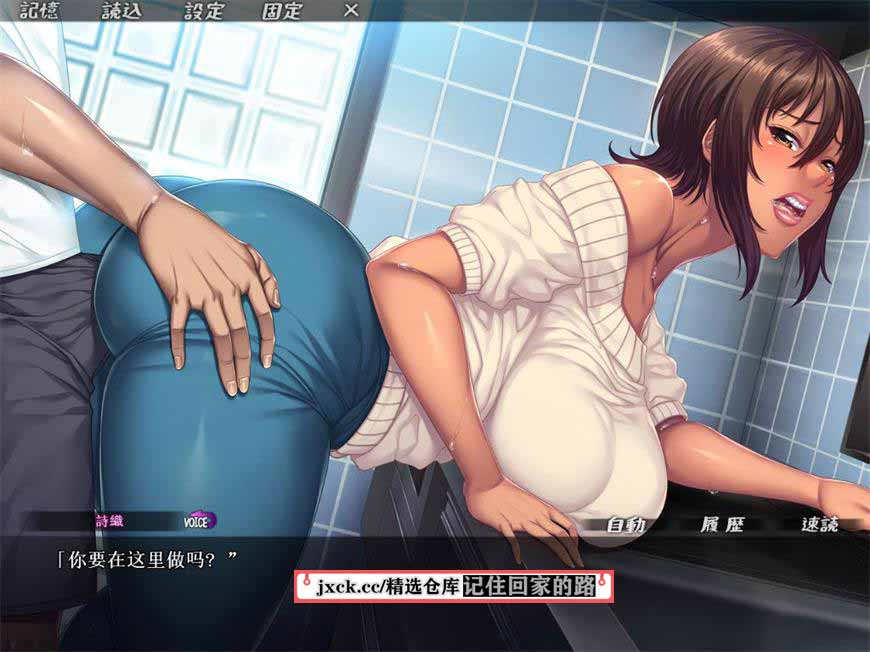 記憶 読込 設定 固定 ×
詩織 VOICE
自動 履歴 速読
「你要在这里做吗？”
jxck.cc/精选仓库 记住回家的路